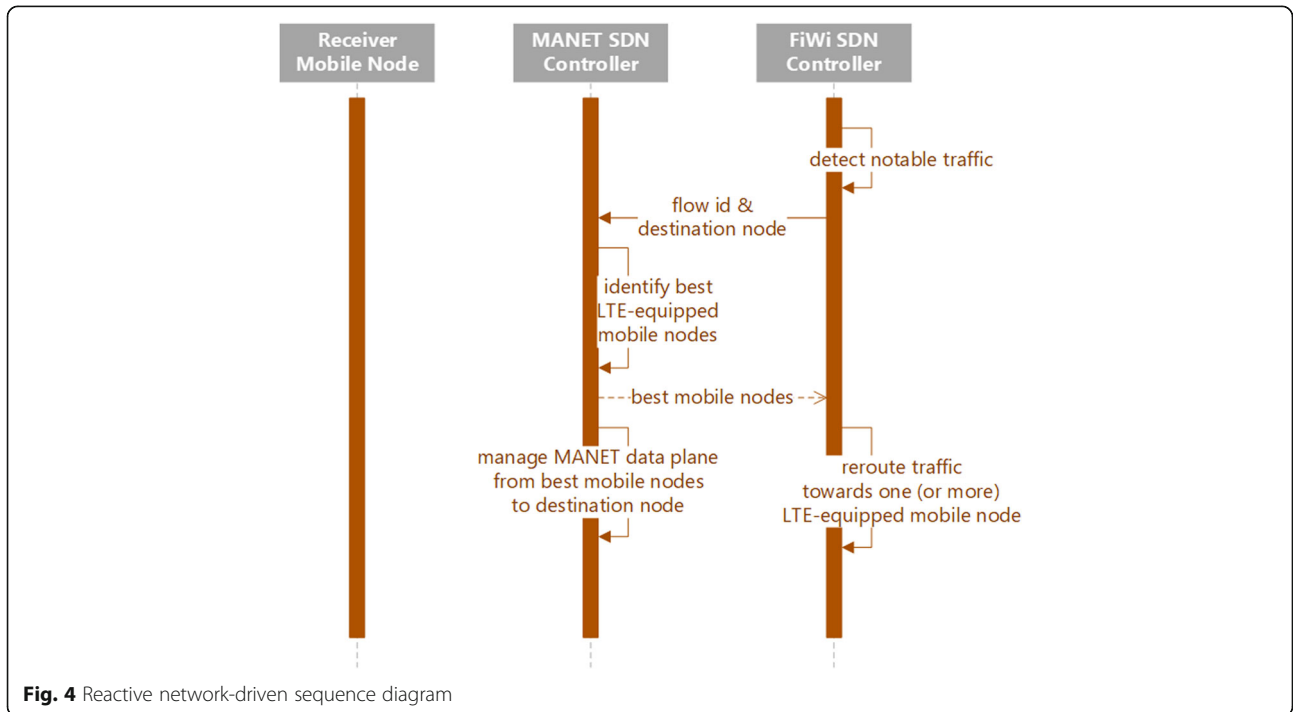 Receiver
Mobile Node
MANET SDN
Controller
FiWi SDN
Controller
detect notable traffic
flow id &
destination node
identify best
LTE-equipped
mobile nodes
best mobile nodes
manage MANET data plane
from best mobile nodes
to destination node
reroute traffic
towards one (or more)
LTE-equipped mobile node
Fig. 4 Reactive network-driven sequence diagram